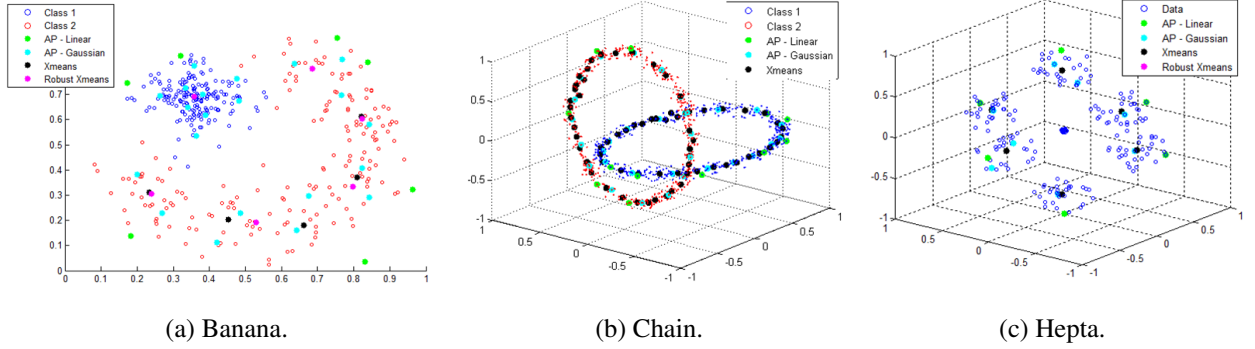 Class 1
Class 2
AP - Linear
AP - Gaussian
Xmeans
Robust Xmeans
0.7
0.6
0.5
0.4
0.3
0.2
0.1
0
0 0.1 0.2 0.3 0.4 0.5 0.6 0.7 0.8 0.9 1
(a) Banana.
Class 1
Class 2
AP - Linear
AP - Gaussian
Xmeans
1
0.5
0
-0.5
-1
1 0.5 0 -0.5 -1
-1 -0.5 0 0.5 1
(b) Chain.
Data
AP - Linear
AP - Gaussian
Xmeans
Robust Xmeans
1
0.5
0
-0.5
-1
1 0.5 0 -0.5 -1
-1 -0.5 0 0.5 1
(c) Hepta.